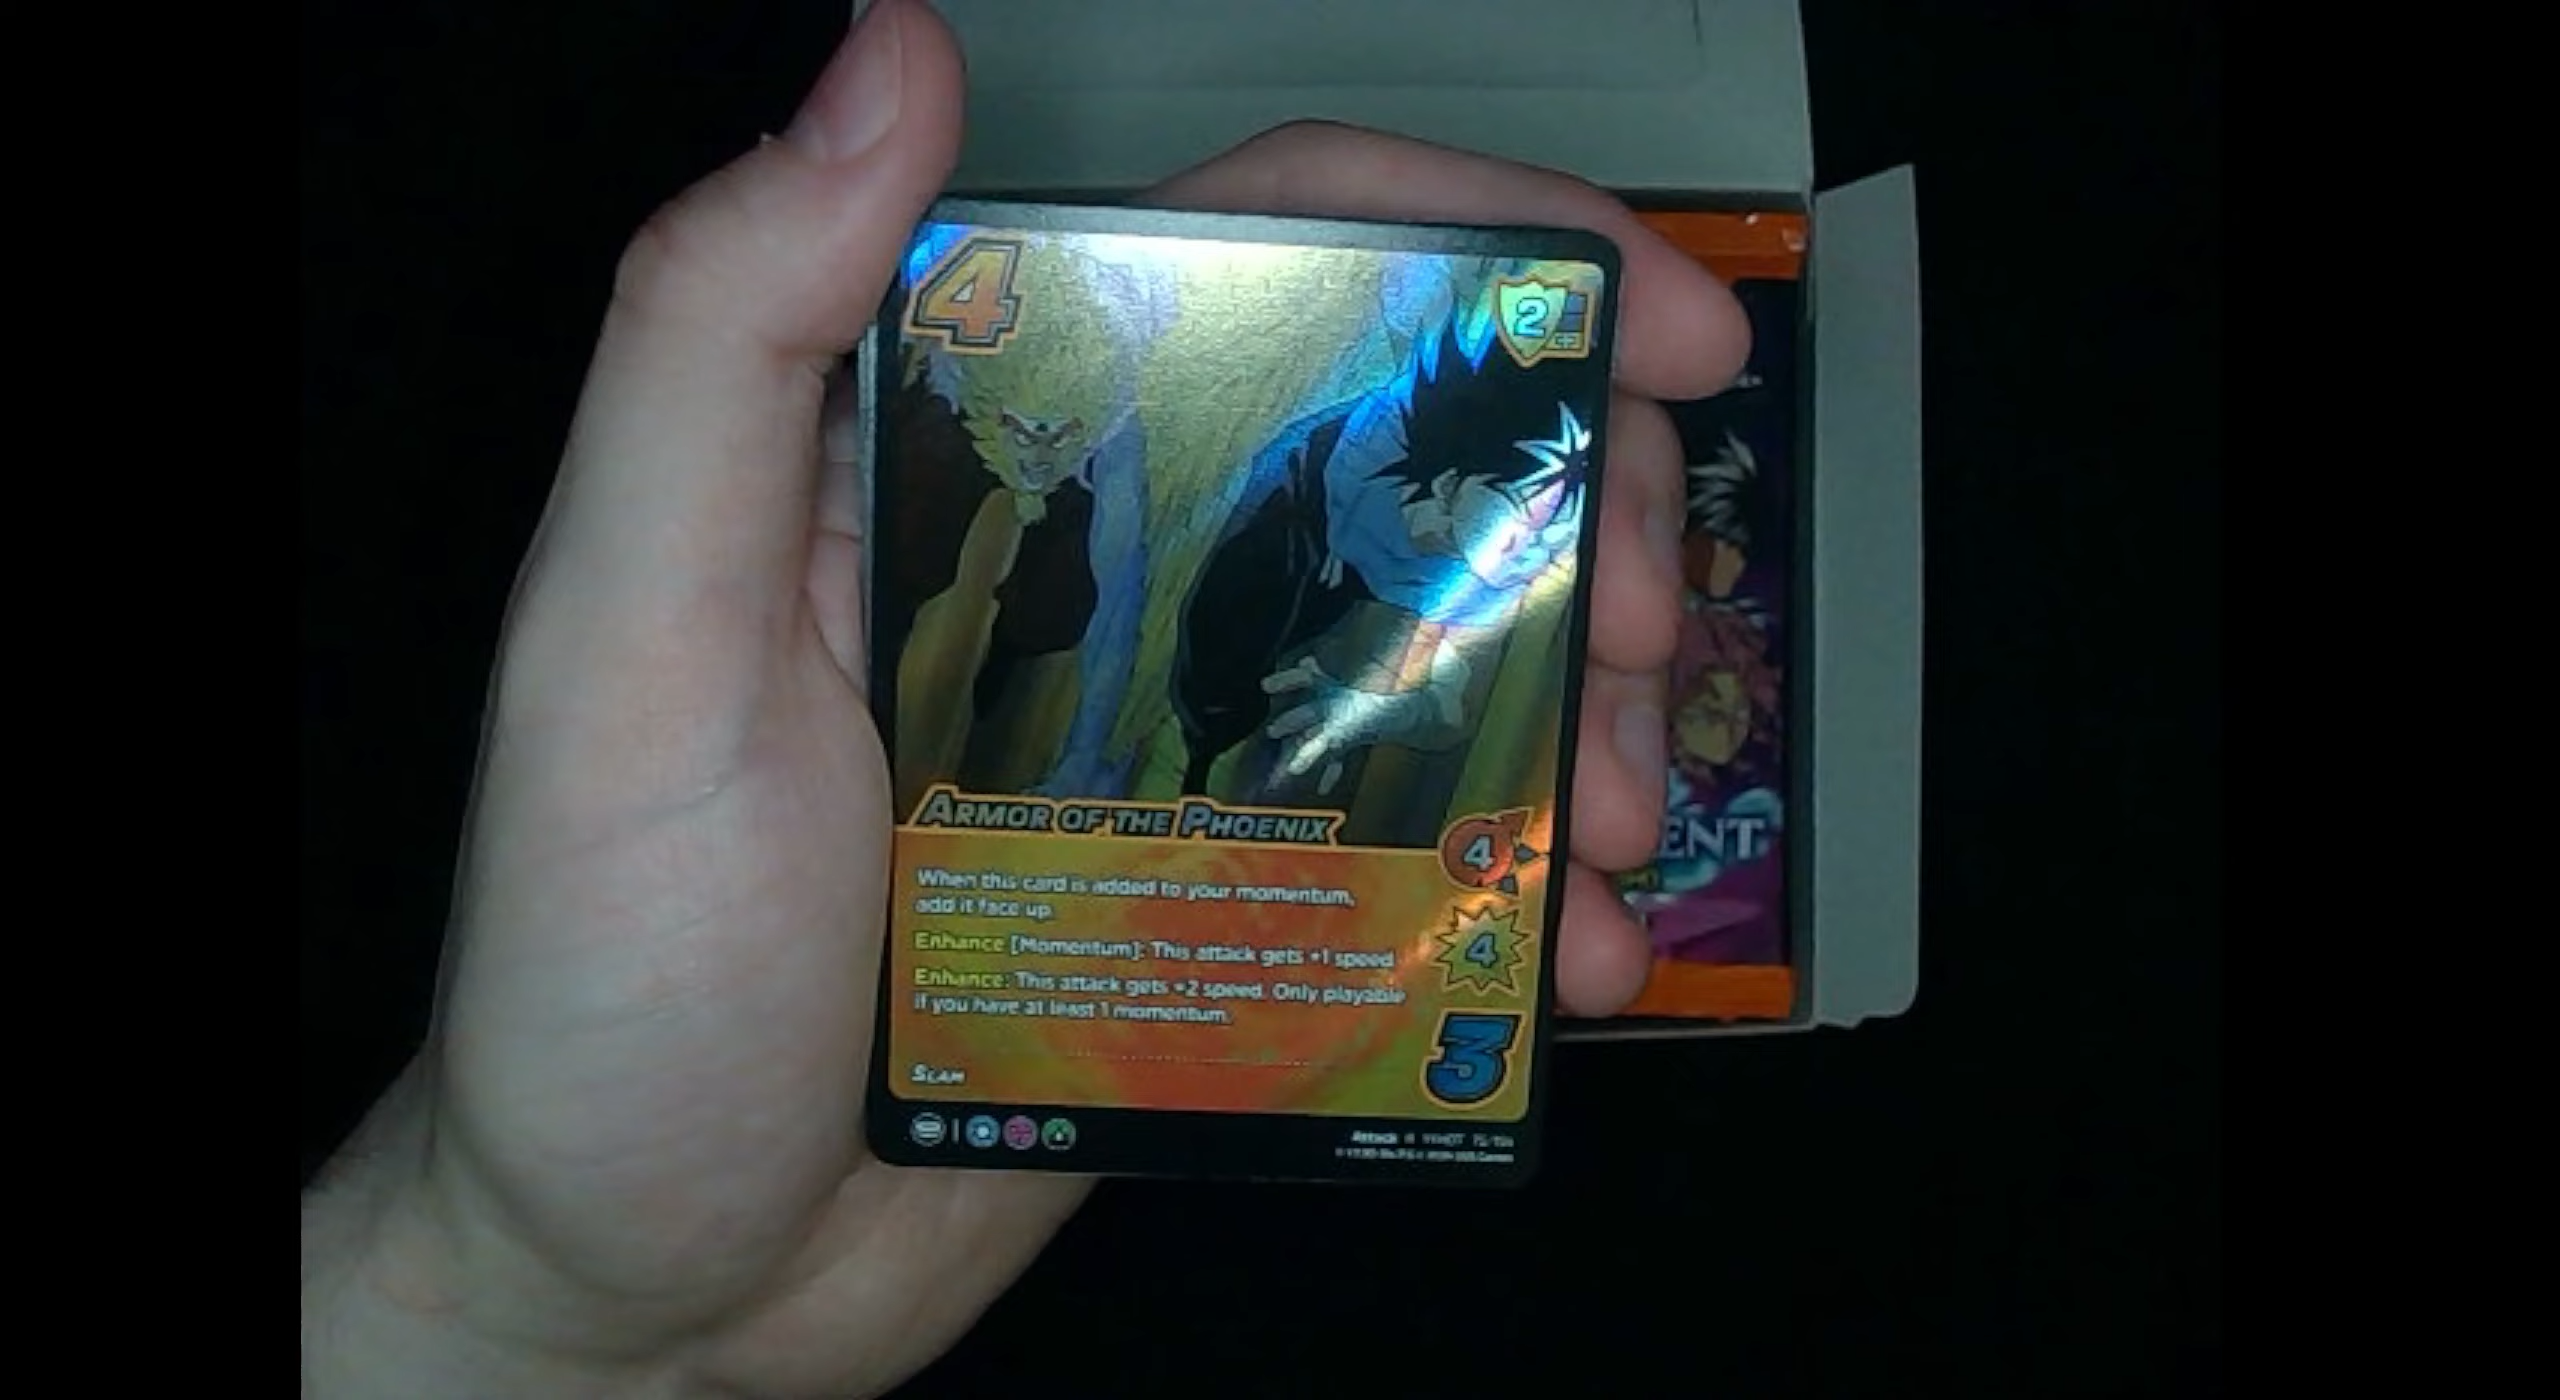 4
2
ARMOR OF THE PHOENIX
4
When this card is added to your momentum,
add it face up.
Enhance [Momentum]: This attack gets +1 speed.
4
Enhance: This attack gets +2 speed. Only playable
if you have at least 1 momentum.
3
SLAM
Attack
ENT